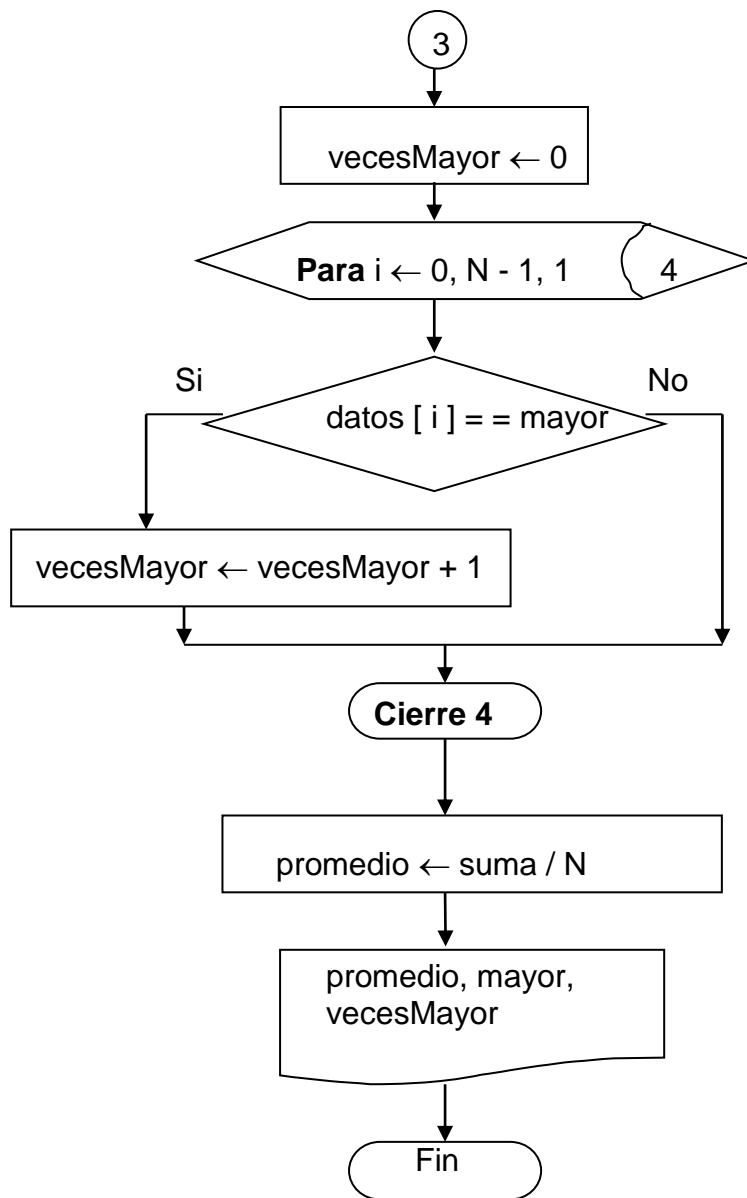 3
vecesMayor ← 0
Para i ← 0, N - 1, 1
4
Si
No
datos [ i ] = = mayor
vecesMayor ← vecesMayor + 1
Cierre 4
promedio ← suma / N
promedio, mayor,
vecesMayor
Fin